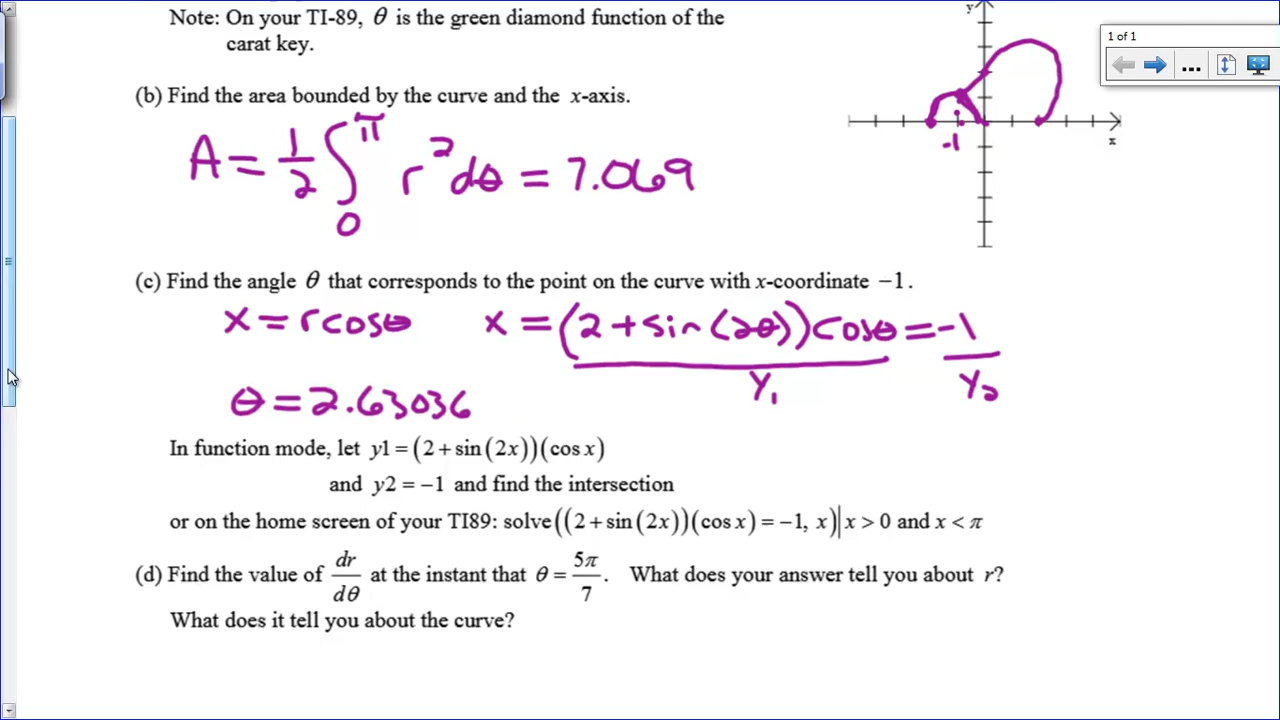 Note: On your TI-89, θ is the green diamond function of the
carat key.
y
1 of 1
(b) Find the area bounded by the curve and the x-axis.
x
-1
A = 1/2 ∫₀^π r² dθ = 7.069
(c) Find the angle θ that corresponds to the point on the curve with x-coordinate −1.
x = r cosθ x = (2 + sin(2θ)) cosθ = -1
y₁ y₂
θ = 2.63036
In function mode, let y1 = (2 + sin(2x))(cos x)
and y2 = −1 and find the intersection
or on the home screen of your TI89: solve((2 + sin(2x))(cos x) = −1, x)|x > 0 and x < π
(d) Find the value of dr/dθ at the instant that θ = 5π/7. What does your answer tell you about r?
What does it tell you about the curve?